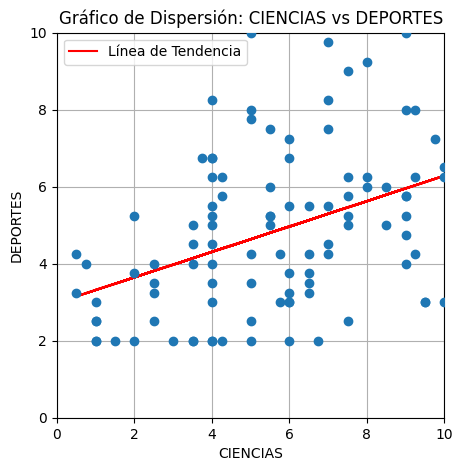 Gráfico de Dispersión: CIENCIAS vs DEPORTES
Línea de Tendencia
10
8
6
4
2
0
DEPORTES
0 2 4 6 8 10
CIENCIAS